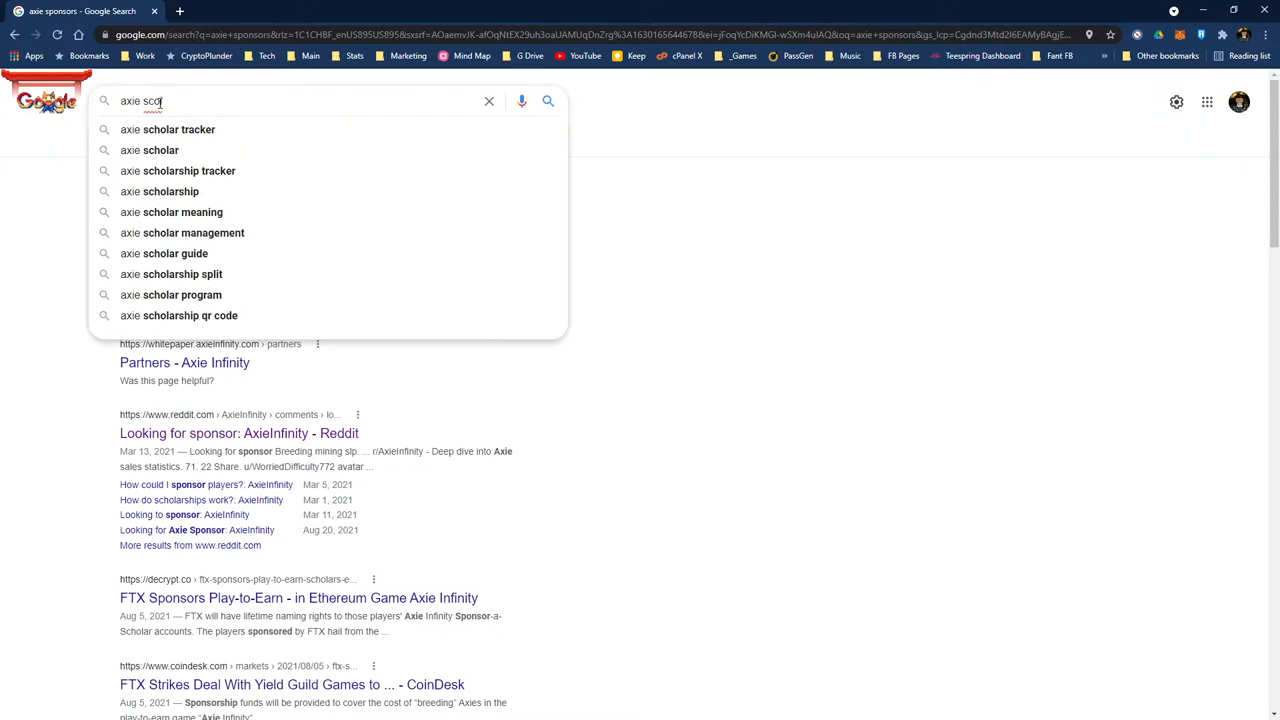 axie sponsors - Google Search
google.com/search?q=axie+sponsors&rlz=1C1CHBF_enUS895US895&sxsrf=AOaemvJK-afOqNtEX29uh3oaUAMUqDnZrg%3A1630165644678&ei=jFoqYcDiKMGI-wSXm4ulAQ&oq=axie+sponsors&gs_lcp=Cgdnd3Mtd2l6EAMyBAgjE...
Apps
Bookmarks
Work
Tech
Main
Stats
Marketing
Mind Map
G Drive
YouTube
Keep
CryptoPlunder
_Games
Pokemon
FB Pages
Teespring Dashboard
Other bookmarks
Google
axie scol
axie scholar tracker
axie scholar
axie scholarship tracker
axie scholarship
axie scholar meaning
axie scholar management
axie scholar guide
axie scholarship split
axie scholar program
axie scholarship qr code
https://whitepaper.axieinfinity.com › partners
Partners - Axie Infinity
Was this page helpful?
https://www.reddit.com › AxieInfinity › comments › lo...
Looking for sponsor: AxieInfinity - Reddit
Mar 13, 2021 — Looking for sponsor Breeding mining slp. ... r/AxieInfinity - Deep dive into Axie
sales statistics. 71. 22 Share. u/WorriedDifficulty772 avatar ...
How could I sponsor players?: AxieInfinity Mar 5, 2021
How do scholarships work?: AxieInfinity Mar 1, 2021
Looking to sponsor: AxieInfinity Mar 11, 2021
Looking for Axie Sponsor: AxieInfinity Aug 20, 2021
More results from www.reddit.com
https://decrypt.co › ftx-sponsors-play-to-earn-scholars-e...
FTX Sponsors Play-to-Earn - in Ethereum Game Axie Infinity
Aug 5, 2021 — FTX will have lifetime naming rights to those players' Axie Infinity Sponsor-a-
Scholar accounts. The players sponsored by FTX hail from the ...
https://www.coindesk.com › markets › 2021/08/05 › ftx-s...
FTX Strikes Deal With Yield Guild Games to ... - CoinDesk
Aug 5, 2021 — Sponsorship funds will be provided to cover the cost of "breeding" Axies in the
play-to-earn game "Axie Infinity".